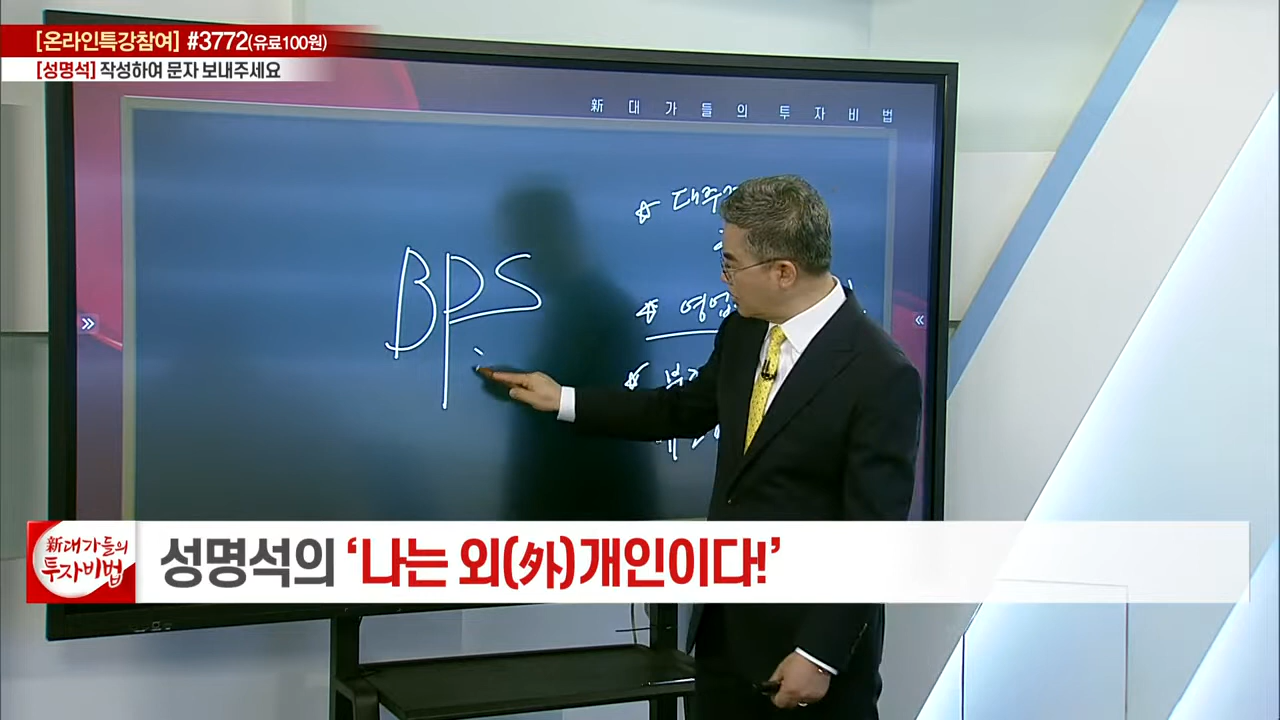 [온라인특강참여] #3772(유료100원)
[성명석] 작성하여 문자 보내주세요
新 대 가 들 의 투 자 비 법
BPS
新대가들의
투자비법
성명석의 ‘나는 외(外)개인이다!’